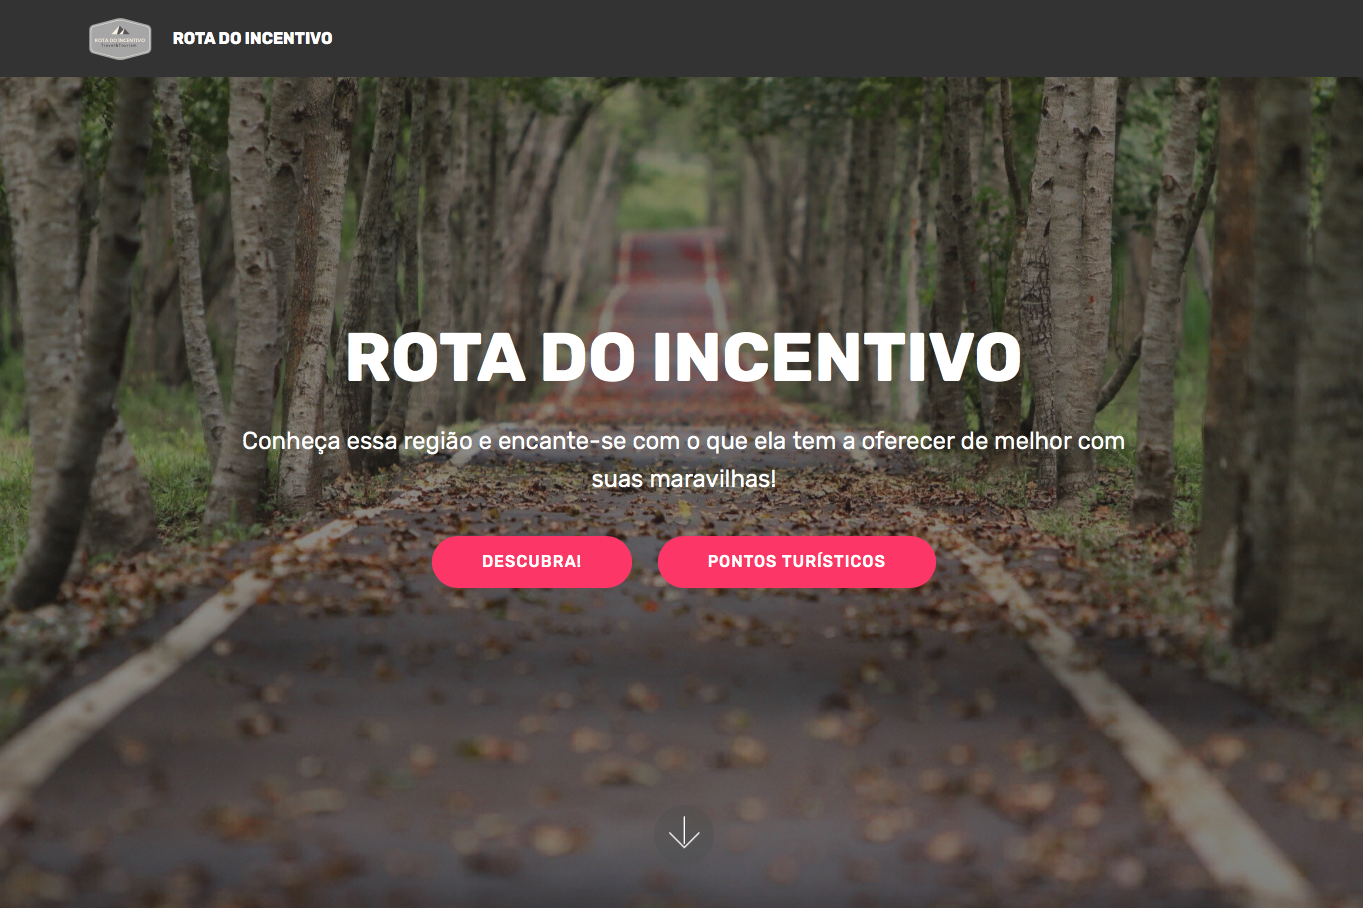 ROTA DO INCENTIVO
Travel&Tourism
ROTA DO INCENTIVO
ROTA DO INCENTIVO
Conheça essa região e encante-se com o que ela tem a oferecer de melhor com
suas maravilhas!
DESCUBRA!
PONTOS TURÍSTICOS